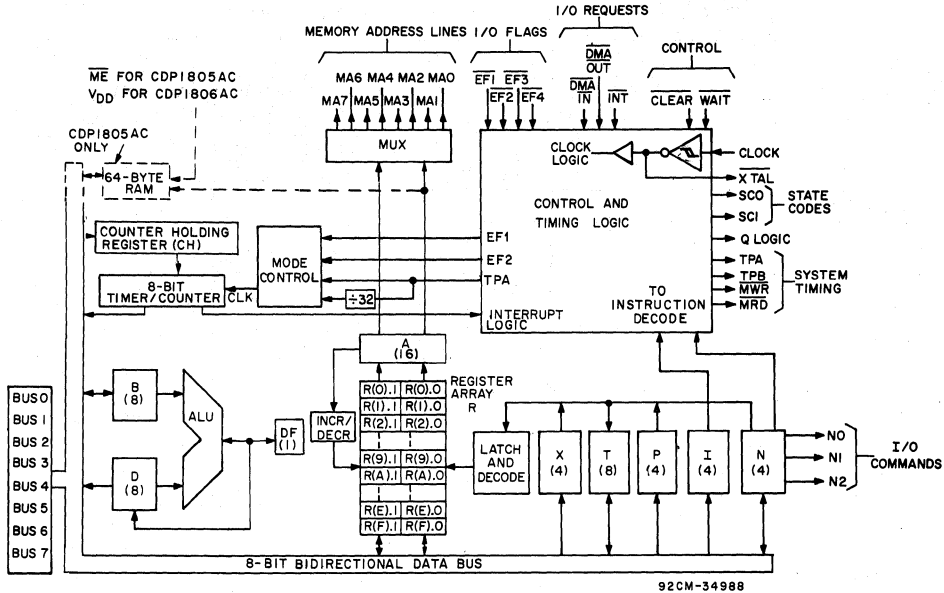 I/O REQUESTS
MEMORY ADDRESS LINES I/O FLAGS
DMA OUT
CONTROL
ME FOR CDP1805AC
VDD FOR CDP1806AC
MA6 MA4 MA2 MA0
MA7 MA5 MA3 MA1
EF1 EF3
EF2 EF4
DMA IN
INT
CLEAR WAIT
CDP1805AC ONLY
64-BYTE RAM
MUX
CLOCK LOGIC
CLOCK
XTAL
SC0
SC1
STATE CODES
CONTROL AND TIMING LOGIC
COUNTER HOLDING REGISTER (CH)
MODE CONTROL
EF1
EF2
TPA
Q LOGIC
TPA
TPB
MWR
MRD
SYSTEM TIMING
8-BIT TIMER/COUNTER
CLK
÷32
INTERRUPT LOGIC
TO INSTRUCTION DECODE
A (16)
REGISTER ARRAY R
R(0).1 R(0).0
R(1).1 R(1).0
R(2).1 R(2).0
R(9).1 R(9).0
R(A).1 R(A).0
R(E).1 R(E).0
R(F).1 R(F).0
INCR/DECR
B (8)
ALU
DF (1)
D (8)
LATCH AND DECODE
X (4)
T (8)
P (4)
I (4)
N (4)
N0
N1
N2
I/O COMMANDS
BUS 0
BUS 1
BUS 2
BUS 3
BUS 4
BUS 5
BUS 6
BUS 7
8-BIT BIDIRECTIONAL DATA BUS
92CM-34988